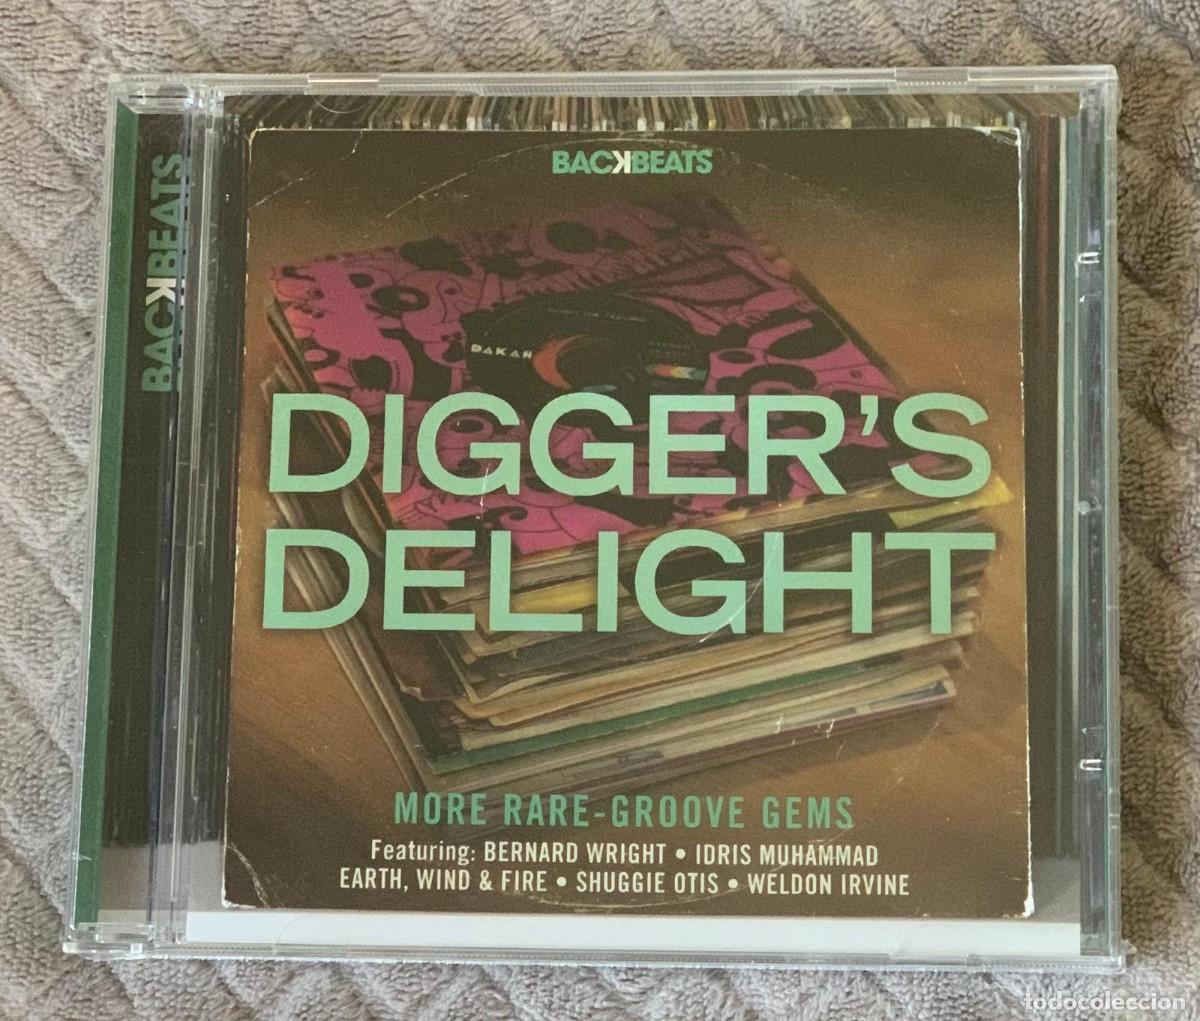 BACKBEATS
BACKBEATS
DAKAR
DIGGER'S
DELIGHT
MORE RARE-GROOVE GEMS
Featuring: BERNARD WRIGHT • IDRIS MUHAMMAD
EARTH, WIND & FIRE • SHUGGIE OTIS • WELDON IRVINE
todocoleccion